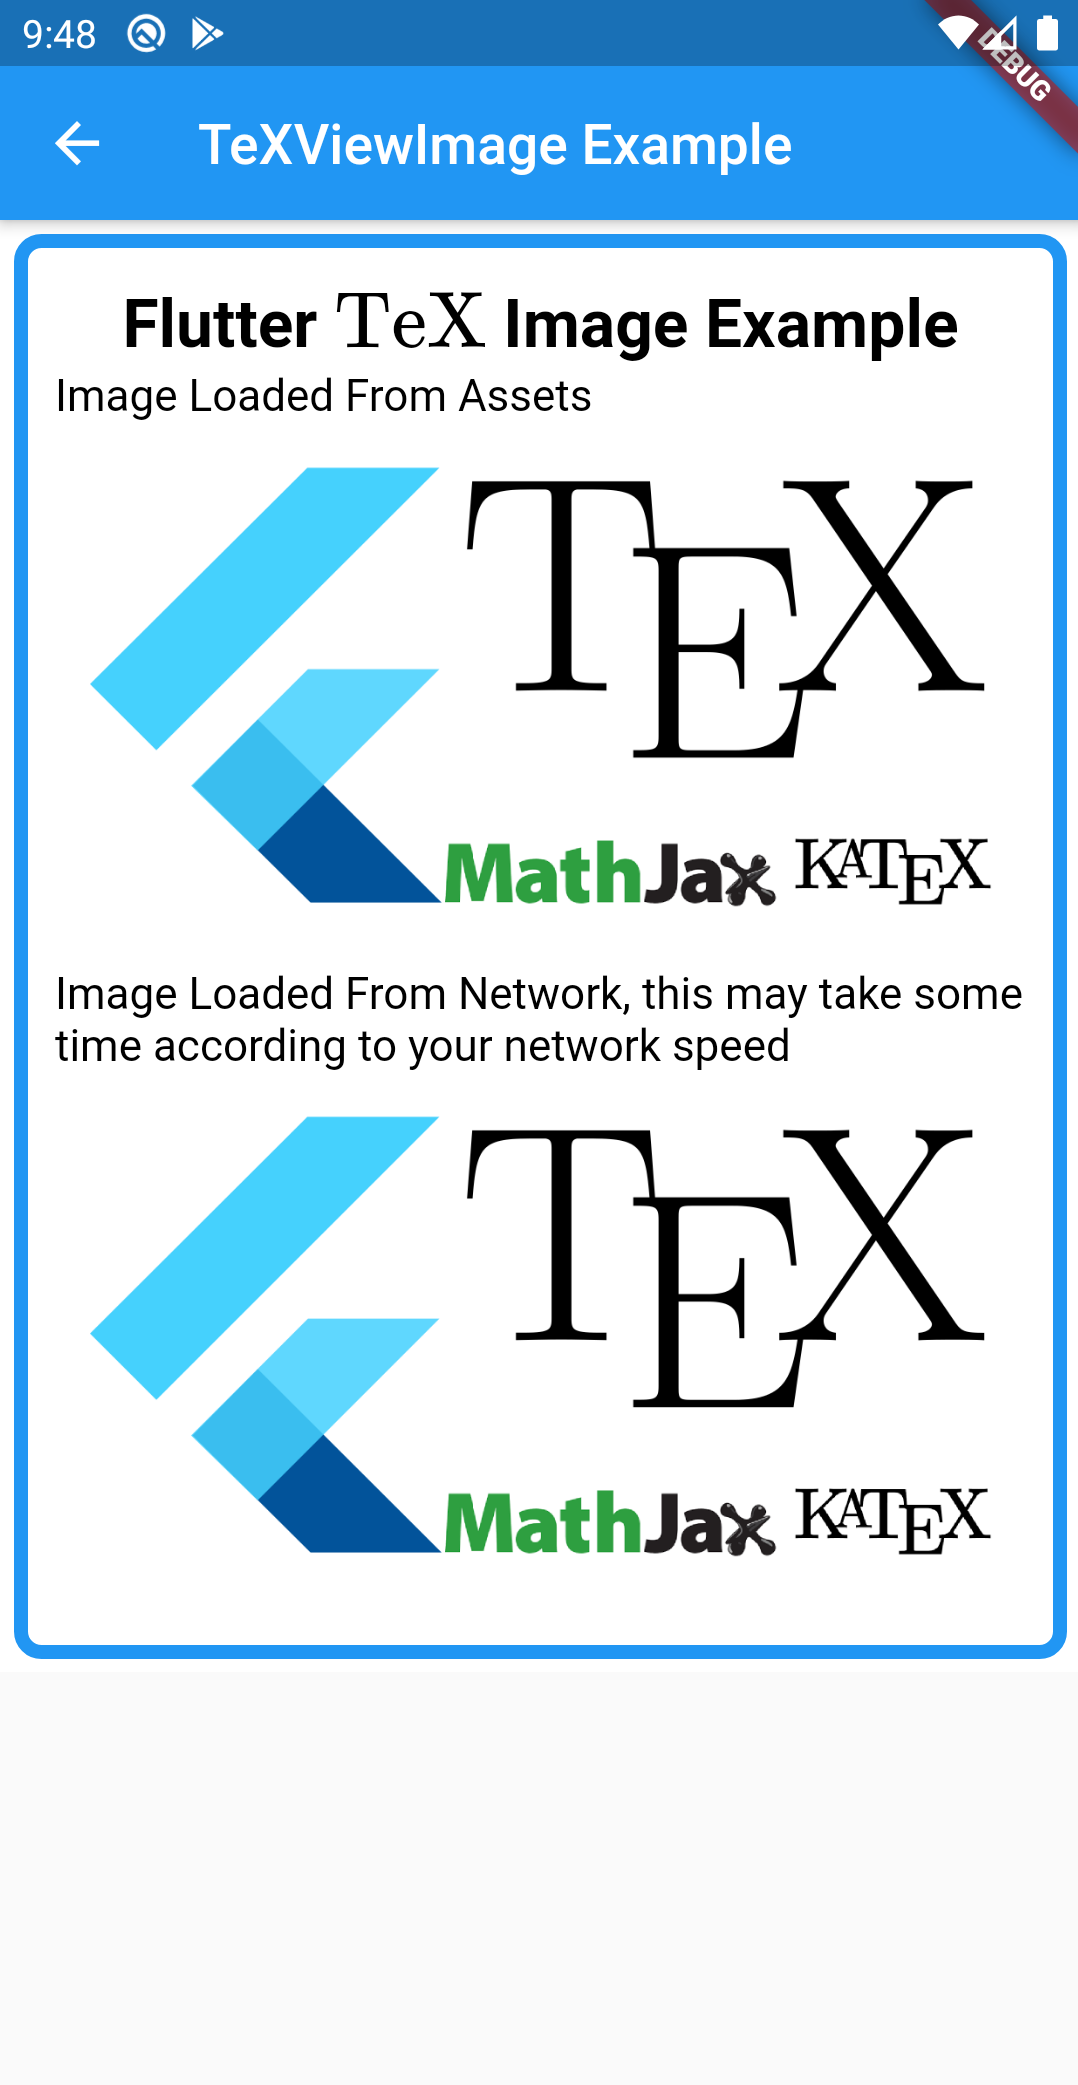 9:48
DEBUG
TeXViewImage Example
Flutter TeX Image Example
Image Loaded From Assets
TEX
MathJax KATEX
Image Loaded From Network, this may take some
time according to your network speed
TEX
MathJax KATEX